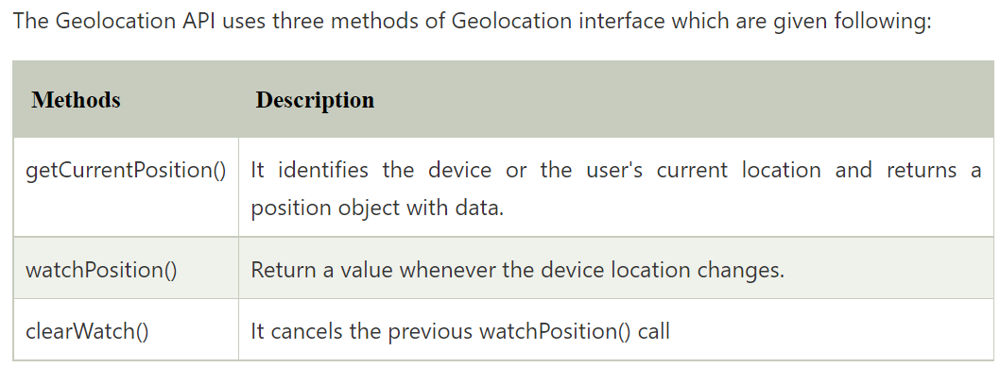 The Geolocation API uses three methods of Geolocation interface which are given following:
Methods Description
getCurrentPosition() It identifies the device or the user's current location and returns a
position object with data.
watchPosition() Return a value whenever the device location changes.
clearWatch() It cancels the previous watchPosition() call